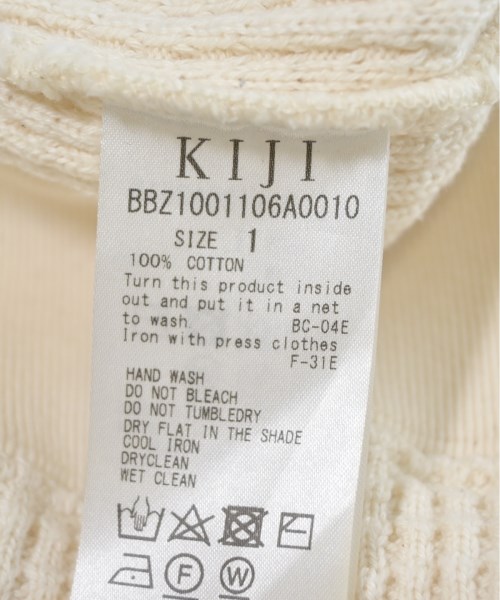 KIJI
BBZ1001106A0010
SIZE 1
100% COTTON
Turn this product inside
out and put it in a net
to wash. BC-04E
Iron with press clothes
F-31E
HAND WASH
DO NOT BLEACH
DO NOT TUMBLEDRY
DRY FLAT IN THE SHADE
COOL IRON
DRYCLEAN
WET CLEAN
F W